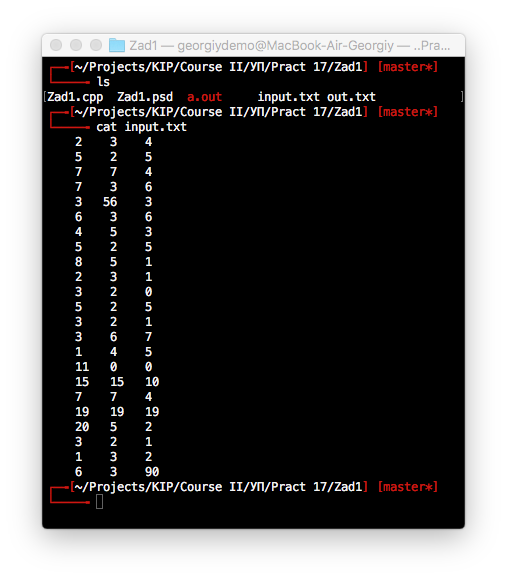 Zad1 — georgiydemo@MacBook-Air-Georgiy — ..Pra...
[~/Projects/KIP/Course II/УП/Pract 17/Zad1] [master*]
ls
[Zad1.cpp Zad1.psd a.out input.txt out.txt ]
[~/Projects/KIP/Course II/УП/Pract 17/Zad1] [master*]
cat input.txt
2 3 4
5 2 5
7 7 4
7 3 6
3 56 3
6 3 6
4 5 3
5 2 5
8 5 1
2 3 1
3 2 0
5 2 5
3 2 1
3 6 7
1 4 5
11 0 0
15 15 10
7 7 4
19 19 19
20 5 2
3 2 1
1 3 2
6 3 90
[~/Projects/KIP/Course II/УП/Pract 17/Zad1] [master*]